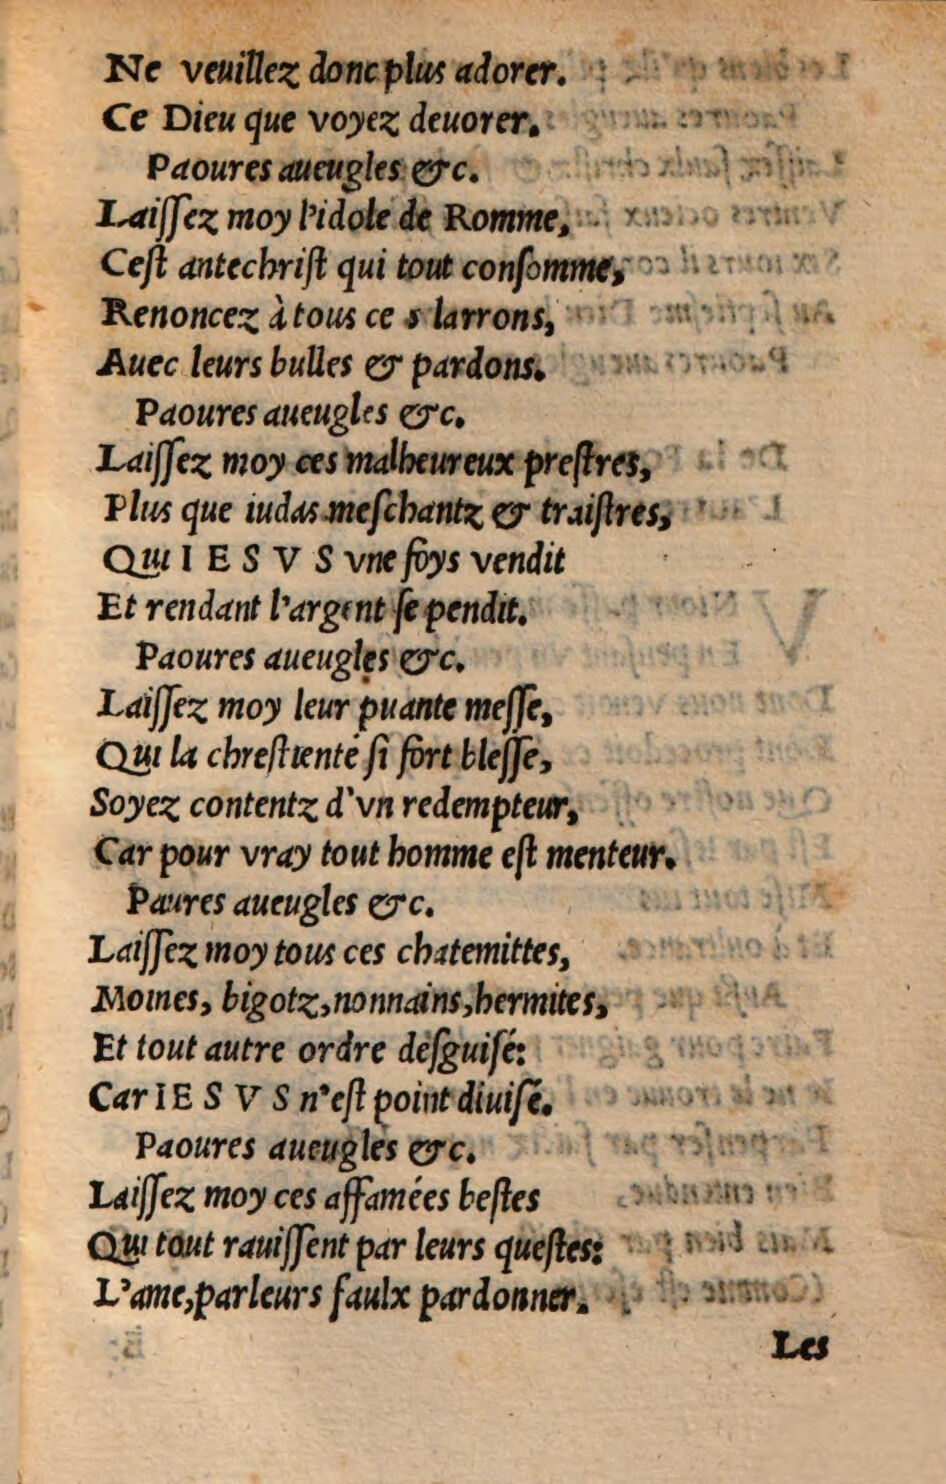 Ne veuillez donc plus adorer.
Ce Dieu que voyez deuorer.
Paoures aueugles &c.
Laiſſez moy l'idole de Romme,
Ceſt antechriſt qui tout conſomme,
Renoncez à tous ce s larrons,
Auec leurs bulles & pardons.
Paoures aueugles &c.
Laiſſez moy ces malheureux preſtres,
Plus que iudas meſchantz & traiſtres,
Qui I E S V S vne foys vendit
Et rendant l'argent ſe pendit.
Paoures aueugles &c.
Laiſſez moy leur puante meſſe,
Qui la chreſtienté ſi fort bleſſe,
Soyez contentz d'vn redempteur,
Car pour vray tout homme eſt menteur.
Paures aueugles &c.
Laiſſez moy tous ces chatemittes,
Moines, bigotz, nonnains, hermites,
Et tout autre ordre deſguiſé:
Car I E S V S n'eſt point diuiſé.
Paoures aueugles &c.
Laiſſez moy ces affamées beſtes
Qui tout rauiſſent par leurs queſtes:
L'ame, par leurs faulx pardonner.
Les